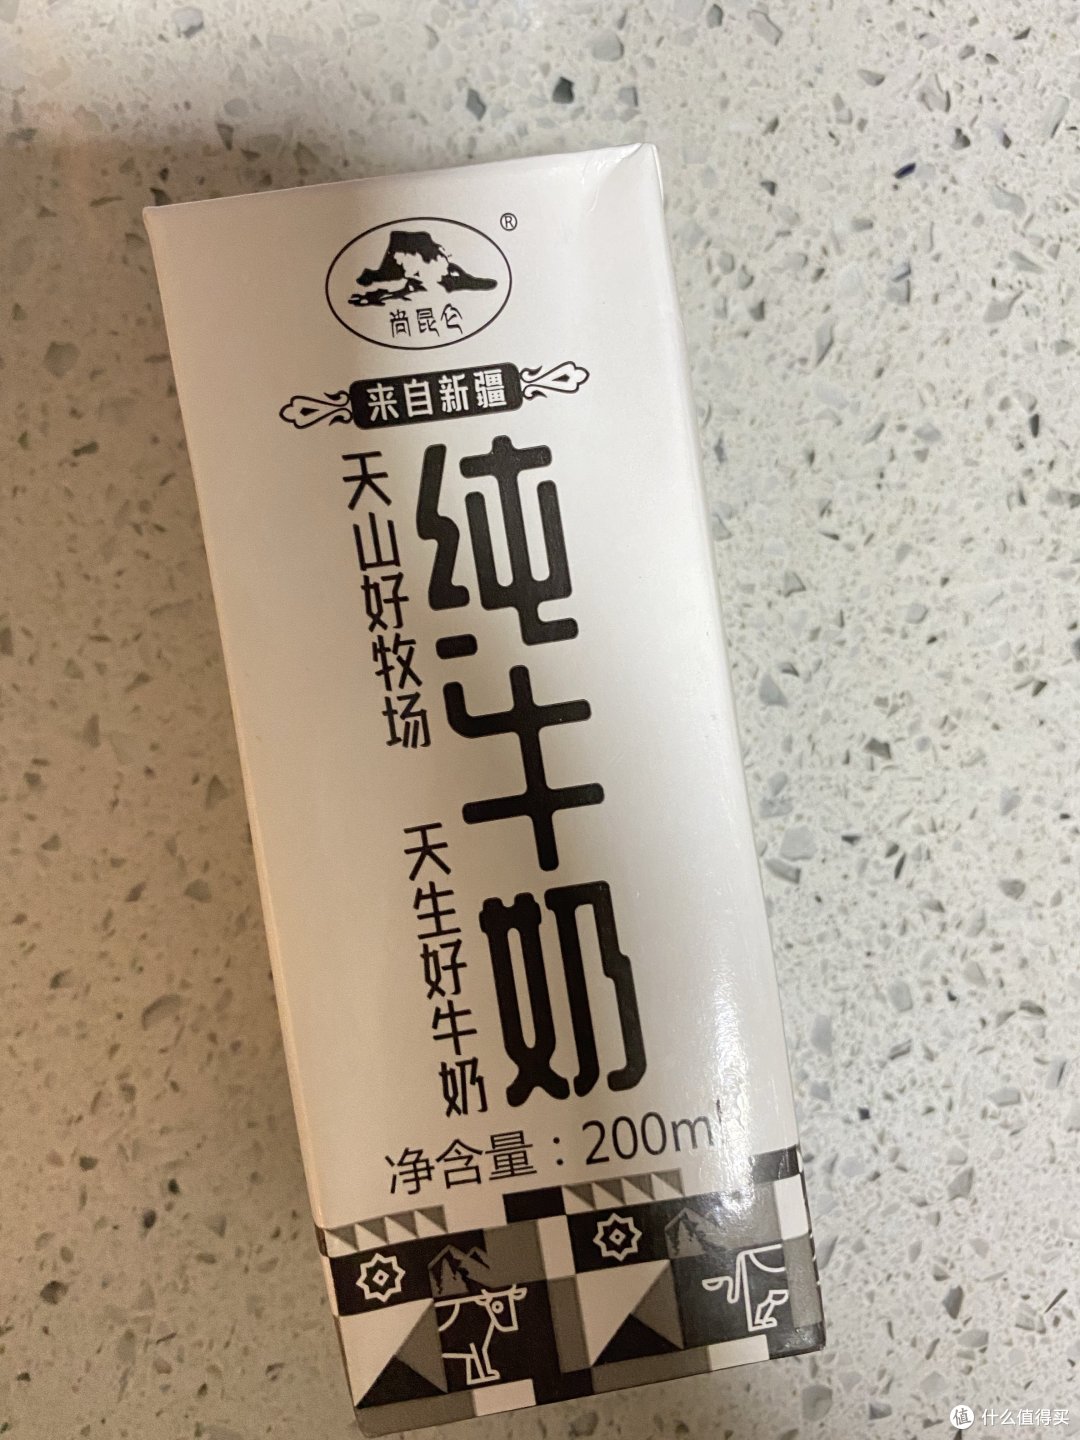 ®
尚昆仑
来自新疆
纯牛奶
天山好牧场
天生好牛奶
净含量：200ml
值 什么值得买